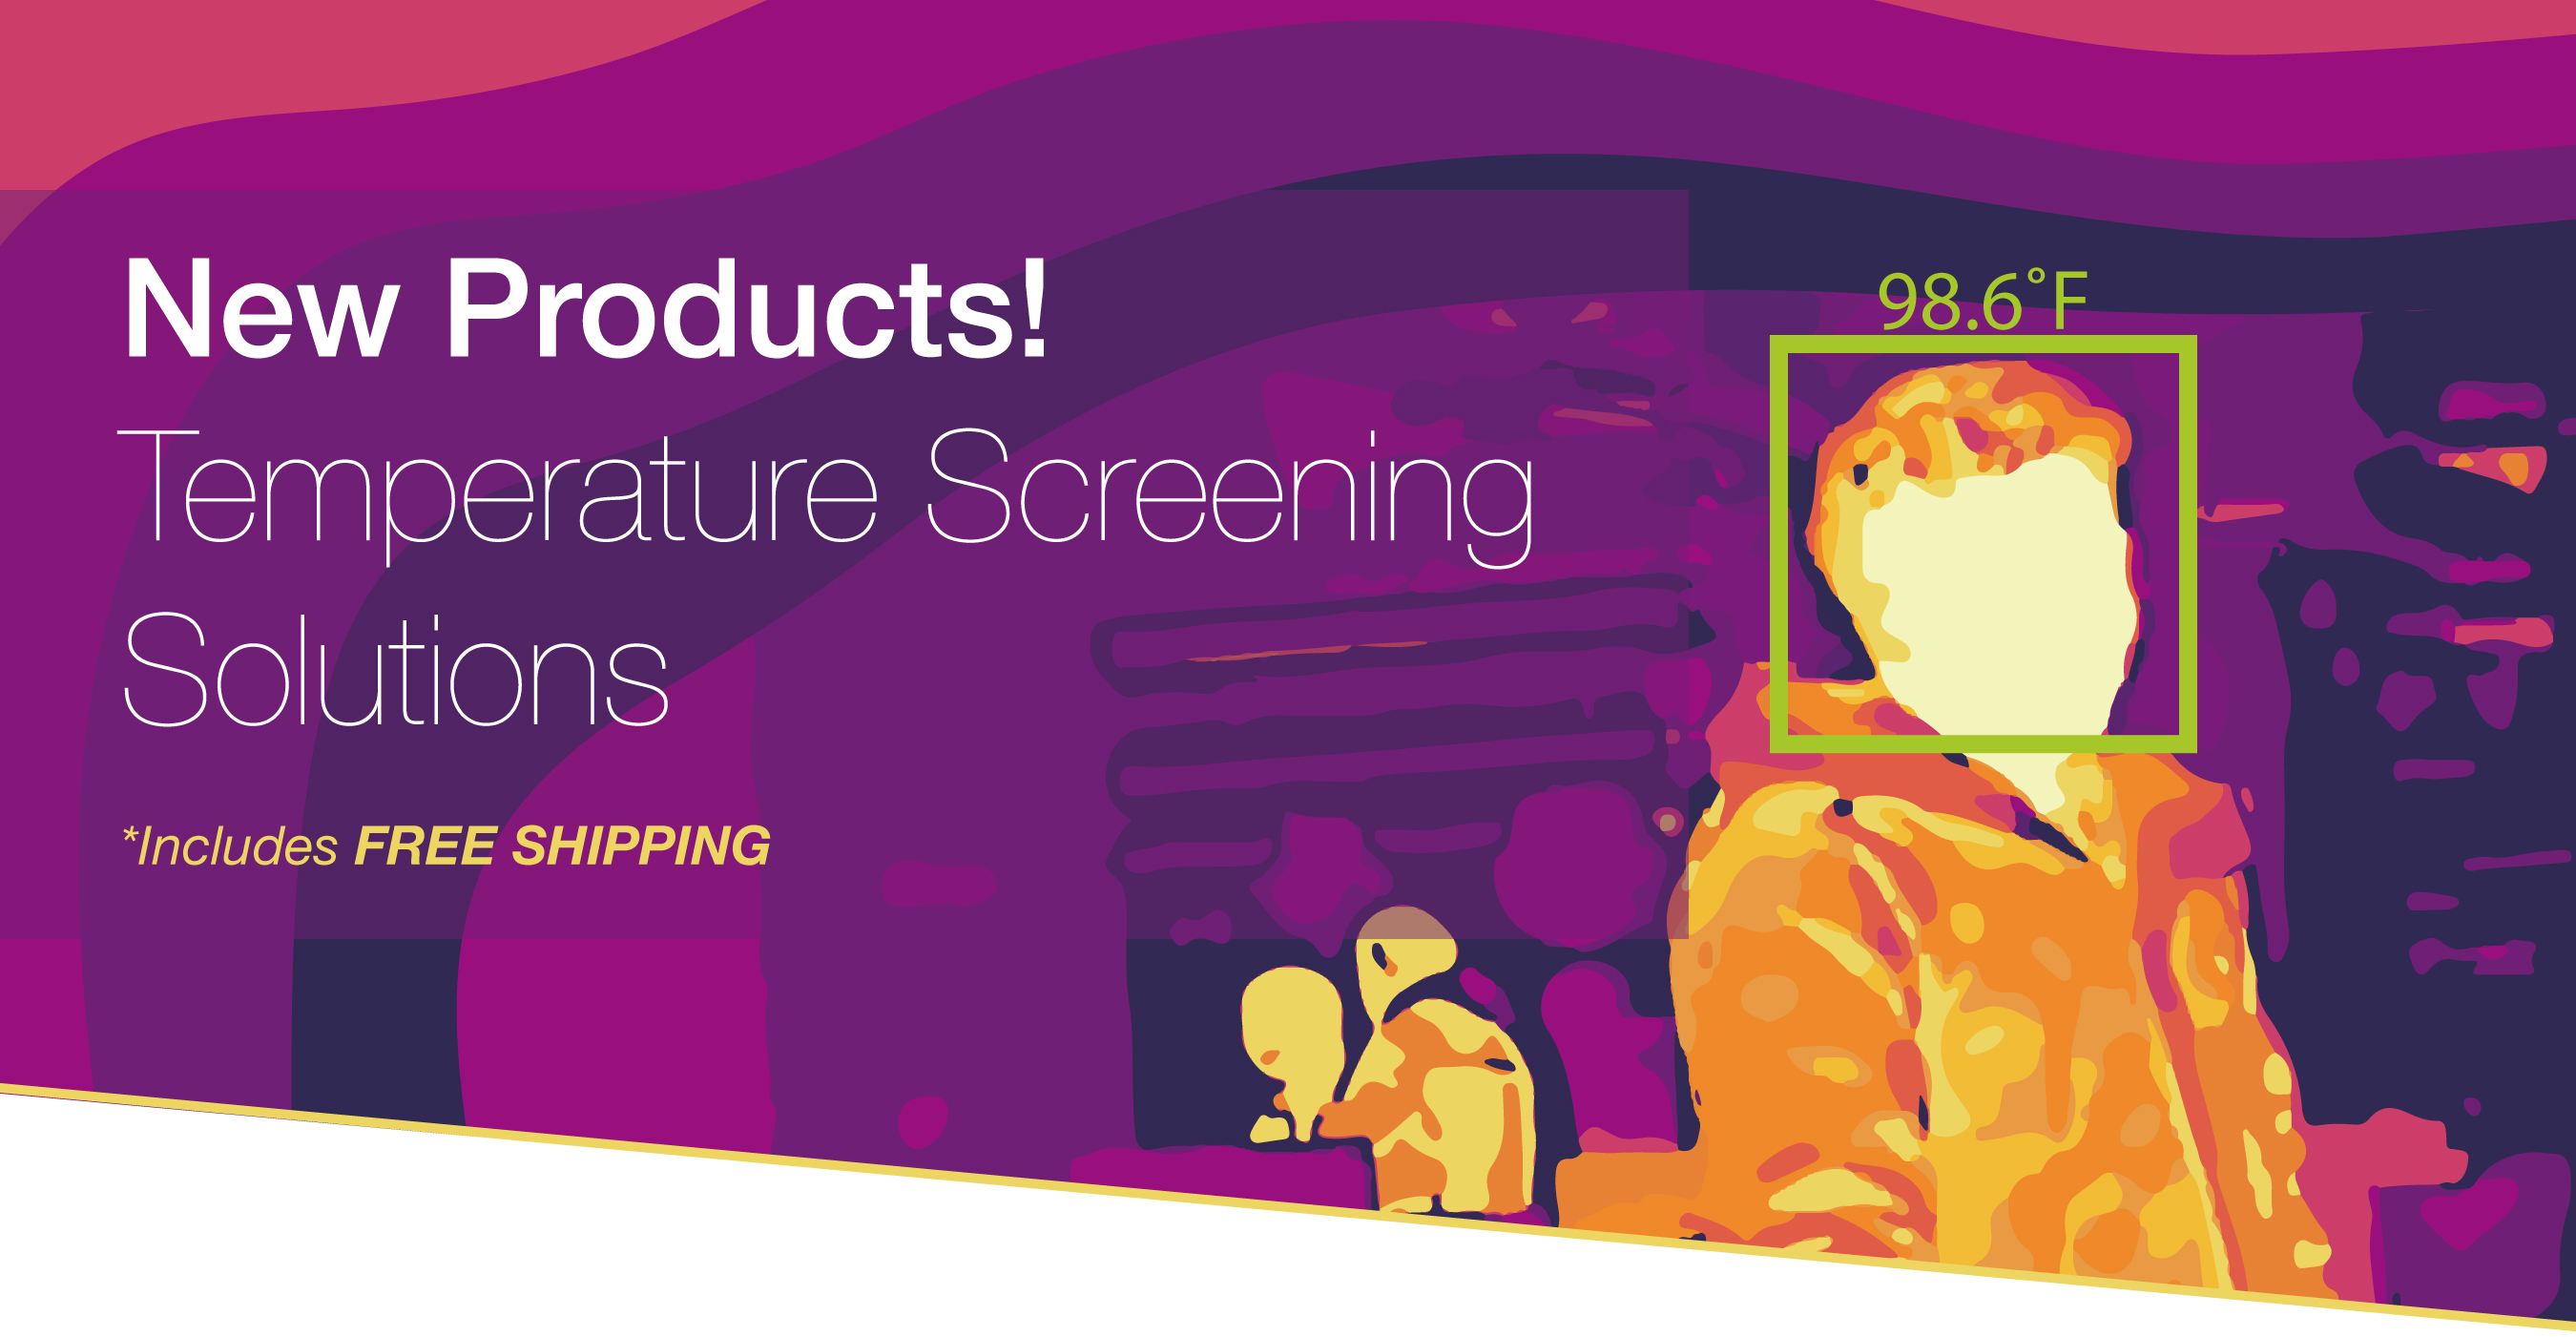 New Products!
Temperature Screening
Solutions
*Includes FREE SHIPPING
98.6°F